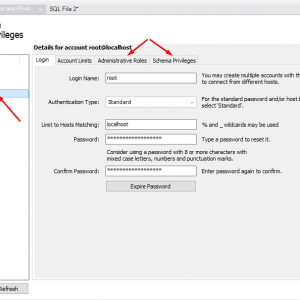 rs and Privil... SQL File 2*
n
vileges
Details for account root@localhost
Login Account Limits Administrative Roles Schema Privileges
Login Name: root You may create multiple accounts with th
to connect from different hosts.
Authentication Type: Standard For the standard password and/or host b
select 'Standard'.
Limit to Hosts Matching: localhost % and _ wildcards may be used
Password: ****************** Type a password to reset it.
Consider using a password with 8 or more characters with
mixed case letters, numbers and punctuation marks.
Confirm Password: ****************** Enter password again to confirm.
Expire Password
Refresh